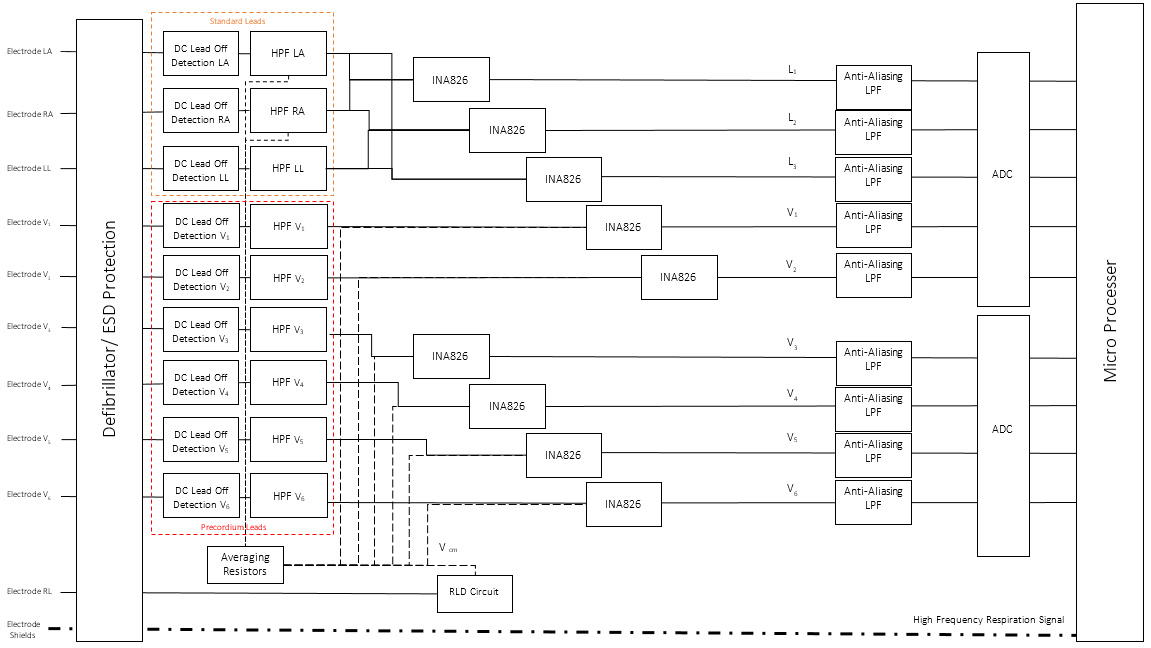 Standard Leads
Electrode LA
DC Lead Off
Detection LA
HPF LA
INA826
L1
Anti-Aliasing
LPF
Electrode RA
DC Lead Off
Detection RA
HPF RA
INA826
L2
Anti-Aliasing
LPF
Electrode LL
DC Lead Off
Detection LL
HPF LL
INA826
L3
Anti-Aliasing
LPF
ADC
Electrode V1
DC Lead Off
Detection V1
HPF V1
INA826
V1
Anti-Aliasing
LPF
Electrode V2
DC Lead Off
Detection V2
HPF V2
INA826
V2
Anti-Aliasing
LPF
Defibrillator/ ESD Protection
Micro Processer
Electrode V3
DC Lead Off
Detection V3
HPF V3
INA826
V3
Anti-Aliasing
LPF
Electrode V4
DC Lead Off
Detection V4
HPF V4
INA826
V4
Anti-Aliasing
LPF
ADC
Electrode V5
DC Lead Off
Detection V5
HPF V5
INA826
V5
Anti-Aliasing
LPF
Electrode V6
DC Lead Off
Detection V6
HPF V6
INA826
V6
Anti-Aliasing
LPF
Precordium Leads
Averaging
Resistors
V cm
Electrode RL
RLD Circuit
Electrode
Shields
High Frequency Respiration Signal